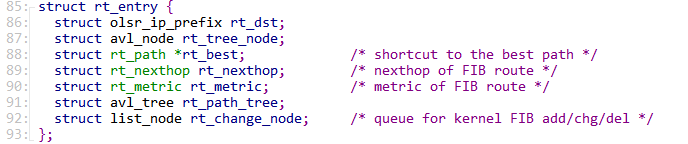 85: struct rt_entry {
86:   struct olsr_ip_prefix rt_dst;
87:   struct avl_node rt_tree_node;
88:   struct rt_path *rt_best;               /* shortcut to the best path */
89:   struct rt_nexthop rt_nexthop;          /* nexthop of FIB route */
90:   struct rt_metric rt_metric;            /* metric of FIB route */
91:   struct avl_tree rt_path_tree;
92:   struct list_node rt_change_node;       /* queue for kernel FIB add/chg/del */
93: };